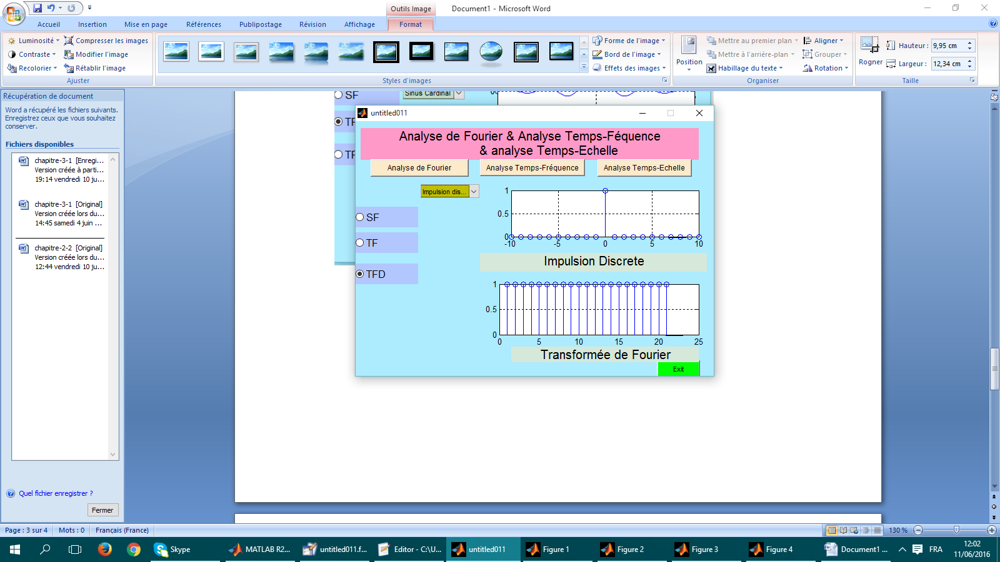 Outils Image
Document1 - Microsoft Word
Accueil Insertion Mise en page Références Publipostage Révision Affichage Format
Luminosité Compresser les images Forme de l'image Mettre au premier plan Aligner Hauteur : 9,95 cm
Contraste Modifier l'image Bord de l'image Position Mettre à l'arrière-plan Grouper Rogner Largeur : 12,34 cm
Recolorier Rétablir l'image Effets des images Habillage du texte Rotation
Ajuster Styles d'images Organiser Taille
Récupération de document
Word a récupéré les fichiers suivants.
Enregistrez ceux que vous souhaitez
conserver.
Fichiers disponibles
chapitre-3-1 [Enregi...
Version créée à parti...
19:14 vendredi 10 ju...
chapitre-3-1 [Original]
Version créée lors du...
14:45 samedi 4 juin ...
chapitre-2-2 [Original]
Version créée lors du...
12:44 vendredi 10 ju...
Quel fichier enregistrer ?
Fermer
SF
Sinus Cardinal
0
TF
TF
untitled011
Analyse de Fourier & Analyse Temps-Féquence
& analyse Temps-Echelle
Analyse de Fourier Analyse Temps-Fréquence Analyse Temps-Echelle
Impulsion dis...
SF
TF
TFD
1
0.5
0
-10 -5 0 5 10
Impulsion Discrete
1
0.5
0
0 5 10 15 20 25
Transformée de Fourier
Exit
Page : 3 sur 4 Mots : 0 Français (France) 130 %
Skype MATLAB R2... untitled011.f... Editor - C:\U... untitled011 Figure 1 Figure 2 Figure 3 Figure 4 Document1 ... FRA 12:02
11/06/2016